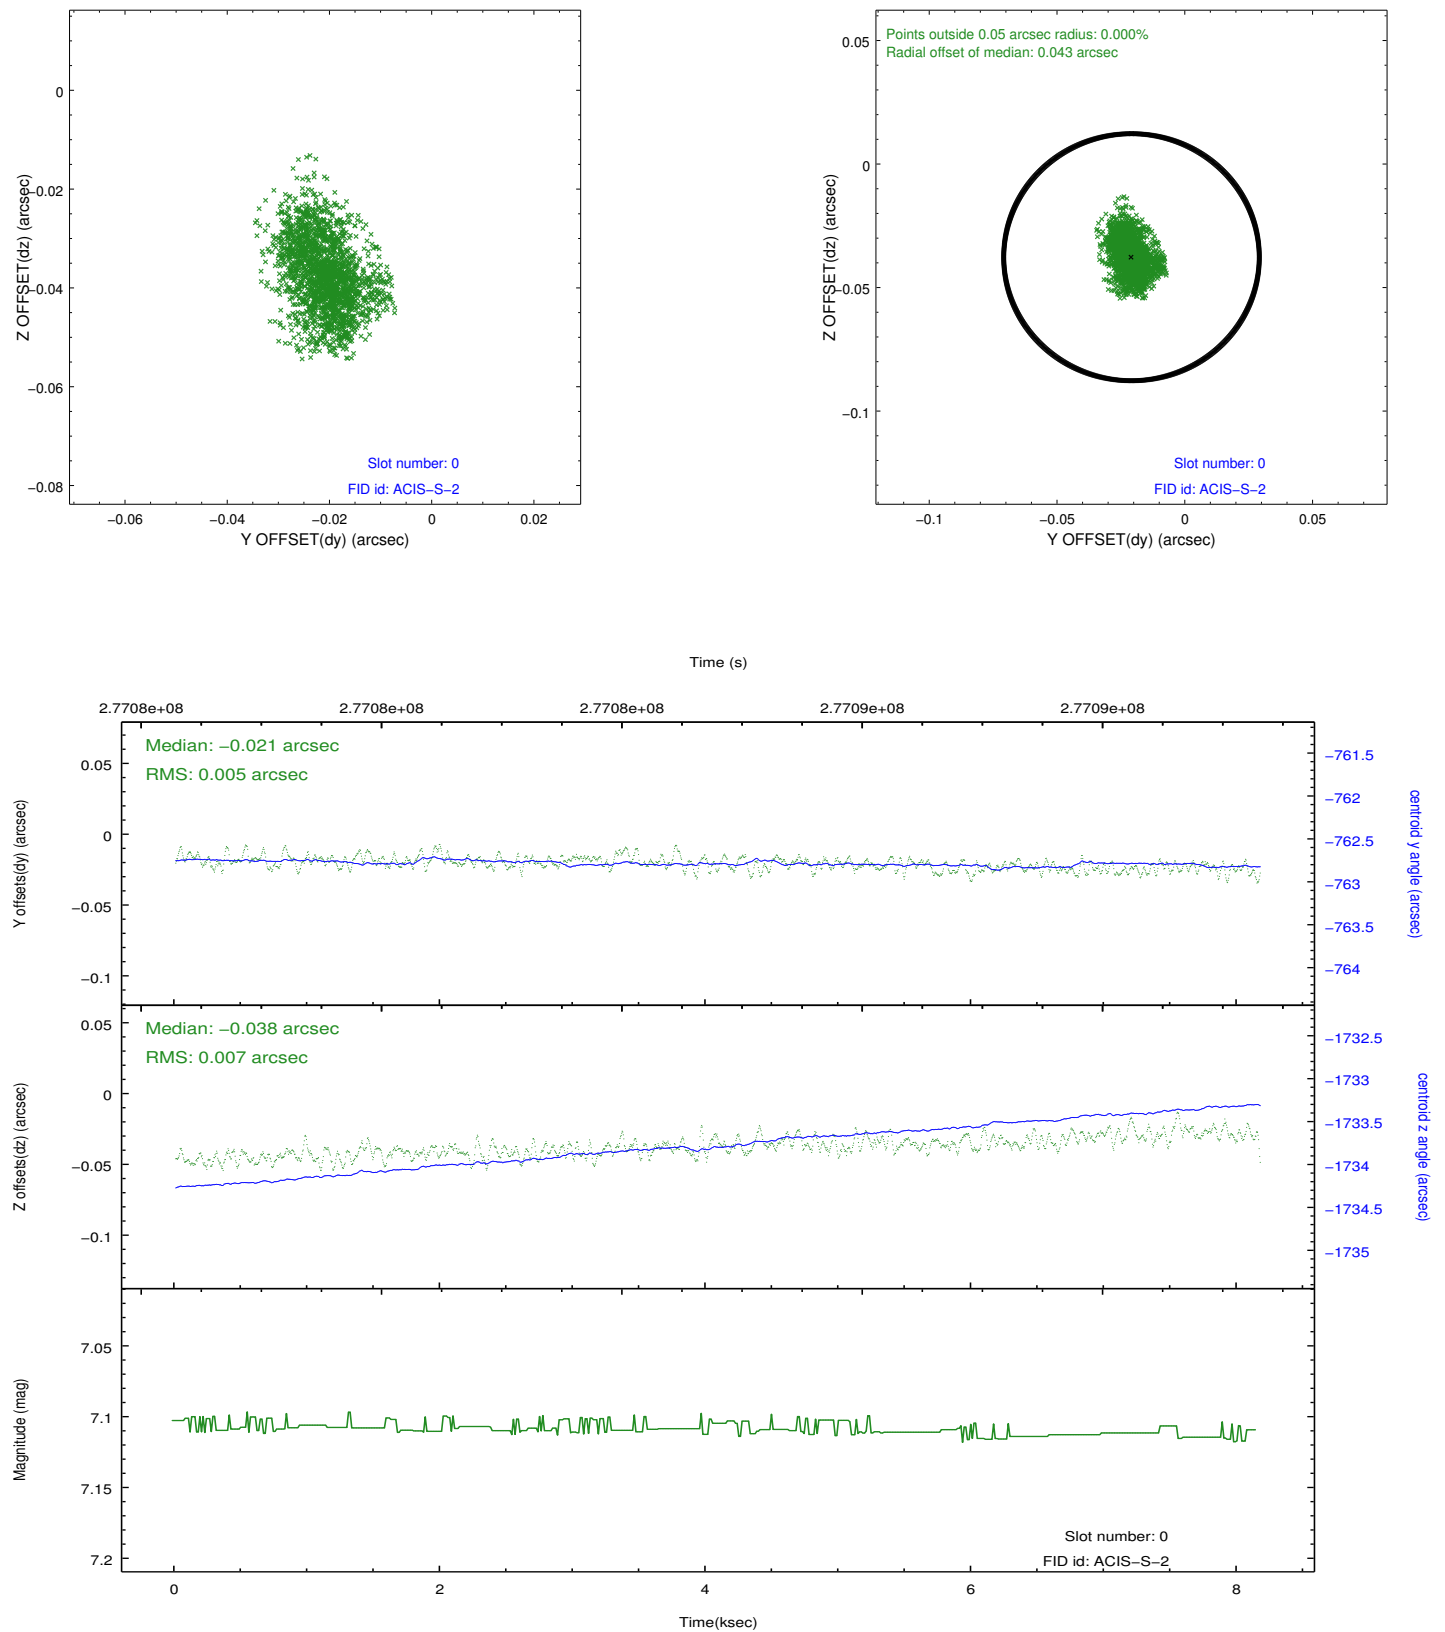 0
−0.02
−0.04
−0.06
−0.08
Z OFFSET(dz) (arcsec)
Slot number: 0
FID id: ACIS−S−2
−0.06
−0.04
−0.02
0
0.02
Y OFFSET(dy) (arcsec)
Points outside 0.05 arcsec radius: 0.000%
Radial offset of median: 0.043 arcsec
0.05
0
−0.05
−0.1
Z OFFSET(dz) (arcsec)
Slot number: 0
FID id: ACIS−S−2
−0.1
−0.05
0
0.05
Y OFFSET(dy) (arcsec)
Time (s)
2.7708e+08
2.7708e+08
2.7708e+08
2.7709e+08
2.7709e+08
Median: −0.021 arcsec
RMS: 0.005 arcsec
0.05
0
−0.05
−0.1
Y offsets(dy) (arcsec)
−761.5
−762
−762.5
−763
−763.5
−764
centroid y angle (arcsec)
Median: −0.038 arcsec
RMS: 0.007 arcsec
0.05
0
−0.05
−0.1
Z offsets(dz) (arcsec)
−1732.5
−1733
−1733.5
−1734
−1734.5
−1735
centroid z angle (arcsec)
7.05
7.1
7.15
7.2
Magnitude (mag)
Slot number: 0
FID id: ACIS−S−2
0
2
4
6
8
Time(ksec)